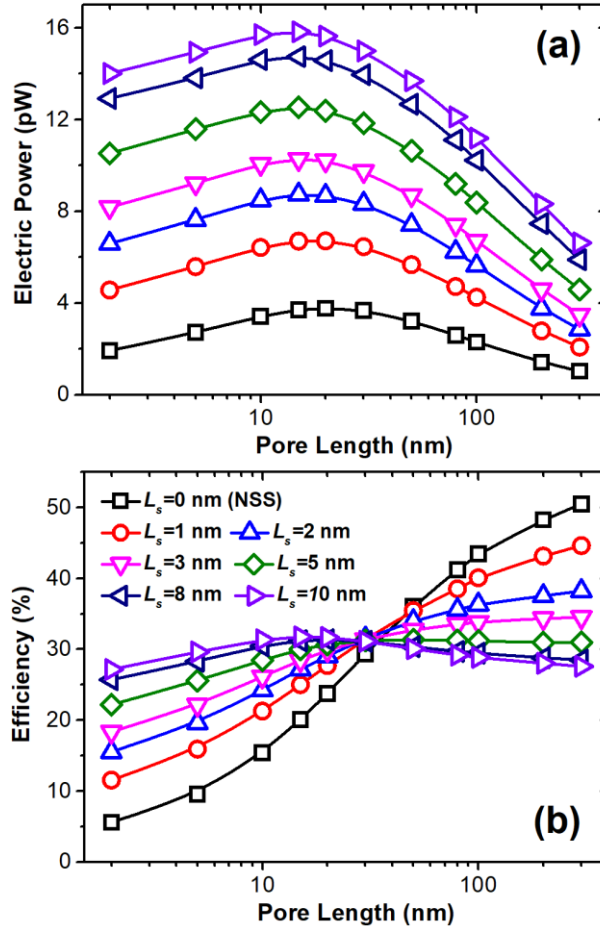 (a)
Electric Power (pW)
16
12
8
4
0
10
100
Pore Length (nm)
(b)
Efficiency (%)
50
40
30
20
10
0
Ls=0 nm (NSS)
Ls=1 nm Ls=2 nm
Ls=3 nm Ls=5 nm
Ls=8 nm Ls=10 nm
10
100
Pore Length (nm)